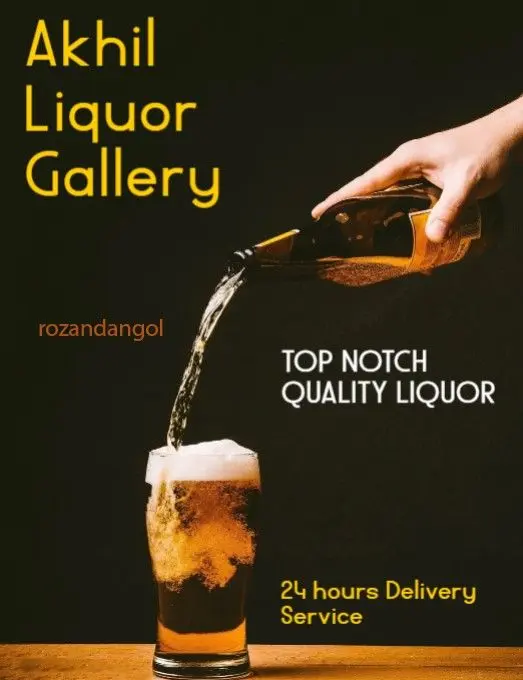 Akhil
Liquor
Gallery
rozandangol
TOP NOTCH
QUALITY LIQUOR
24 hours Delivery
Service